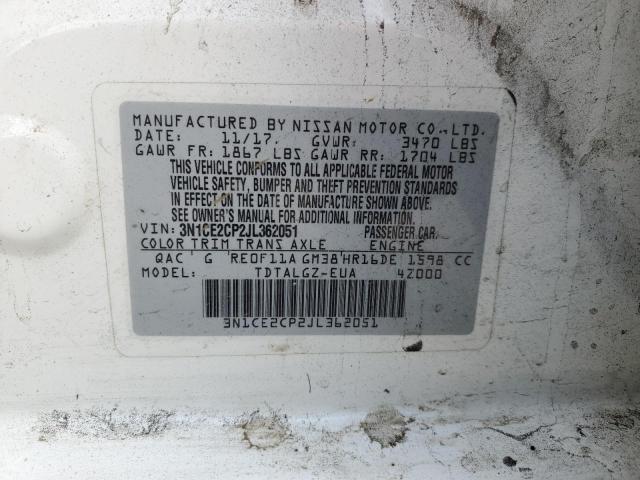 MANUFACTURED BY NISSAN MOTOR CO.,LTD.
DATE: 11/17. GVWR: 3470 LBS
GAWR FR: 1867 LBS GAWR RR: 1704 LBS
THIS VEHICLE CONFORMS TO ALL APPLICABLE FEDERAL MOTOR
VEHICLE SAFETY, BUMPER AND THEFT PREVENTION STANDARDS
IN EFFECT ON THE DATE OF MANUFACTURE SHOWN ABOVE.
SEE OWNER'S MANUAL FOR ADDITIONAL INFORMATION.
VIN: 3N1CE2CP2JL362051 PASSENGER CAR.
COLOR TRIM TRANS AXLE ENGINE
QAC G RE0F11A GM38 HR16DE 1598 CC
MODEL: TDTALGZ-EUA 4Z000
3N1CE2CP2JL362051